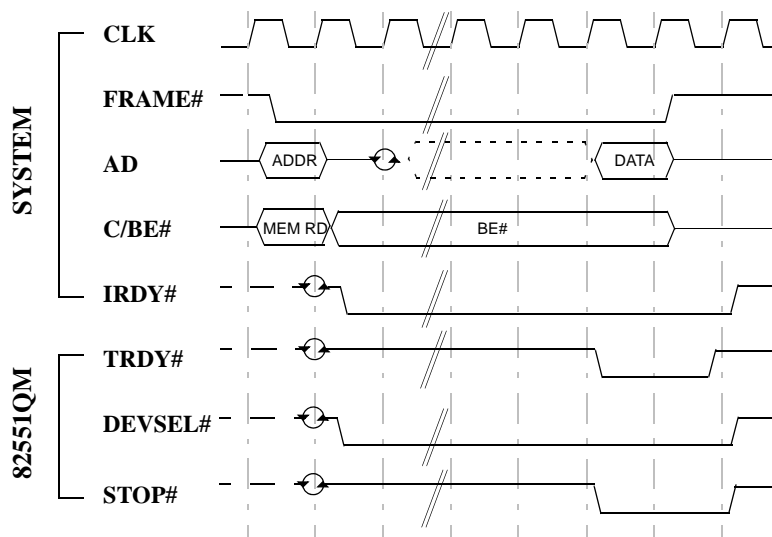 SYSTEM
CLK
FRAME#
AD
ADDR
DATA
C/BE#
MEM RD
BE#
IRDY#
82551QM
TRDY#
DEVSEL#
STOP#